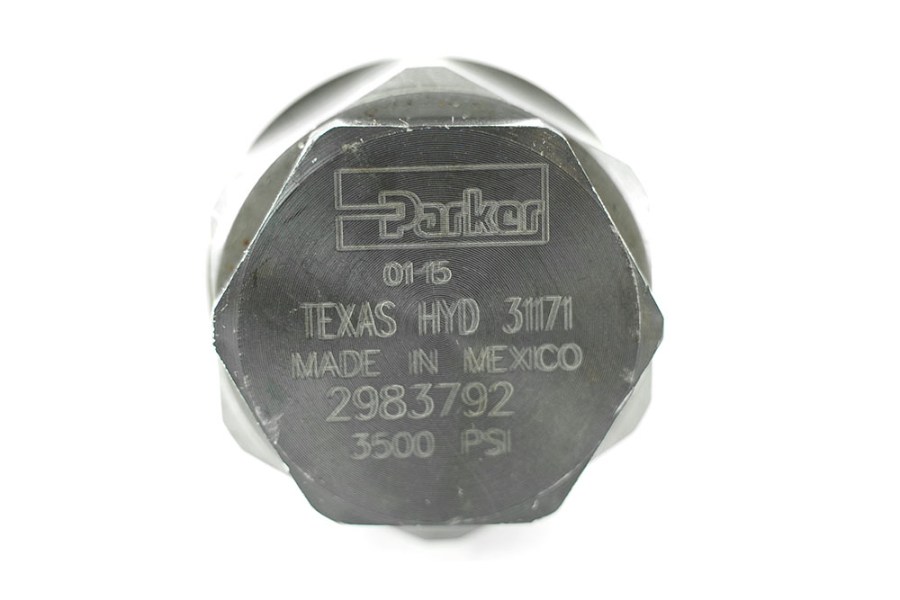 Parker
01-15
TEXAS HYD 31171
MADE IN MEXICO
2983792
3500 PSI